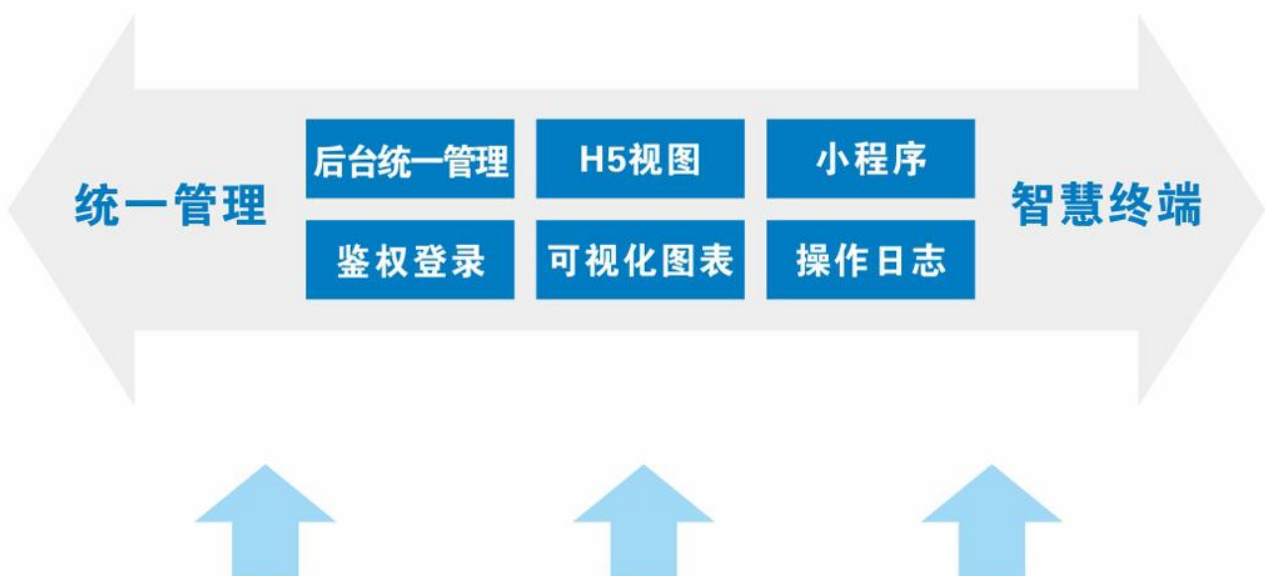 统一管理
后台统一管理
H5视图
小程序
鉴权登录
可视化图表
操作日志
智慧终端